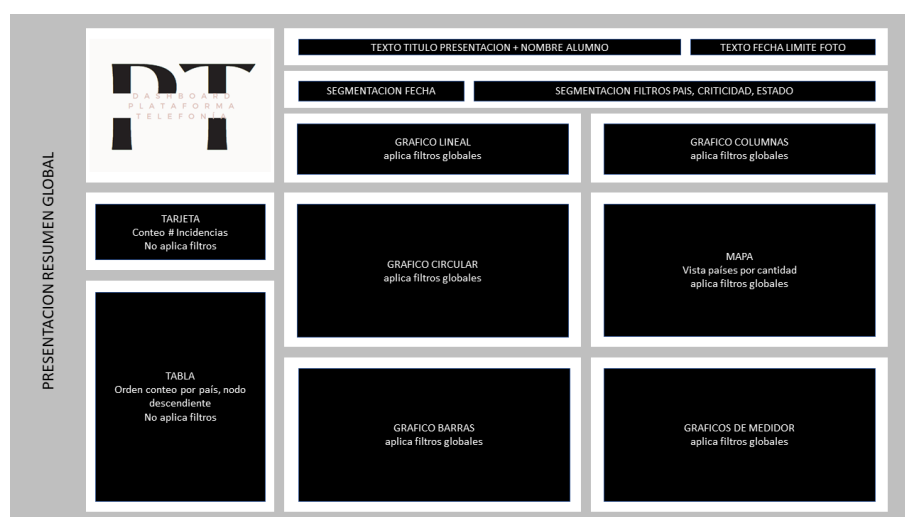 PRESENTACION RESUMEN GLOBAL
PT
DASHBOARD
PLATAFORMA
TELEFONÍA
TEXTO TITULO PRESENTACION + NOMBRE ALUMNO
TEXTO FECHA LIMITE FOTO
SEGMENTACION FECHA
SEGMENTACION FILTROS PAIS, CRITICIDAD, ESTADO
GRAFICO LINEAL
aplica filtros globales
GRAFICO COLUMNAS
aplica filtros globales
TARJETA
Conteo # Incidencias
No aplica filtros
GRAFICO CIRCULAR
aplica filtros globales
MAPA
Vista países por cantidad
aplica filtros globales
TABLA
Orden conteo por país, nodo
descendiente
No aplica filtros
GRAFICO BARRAS
aplica filtros globales
GRAFICOS DE MEDIDOR
aplica filtros globales